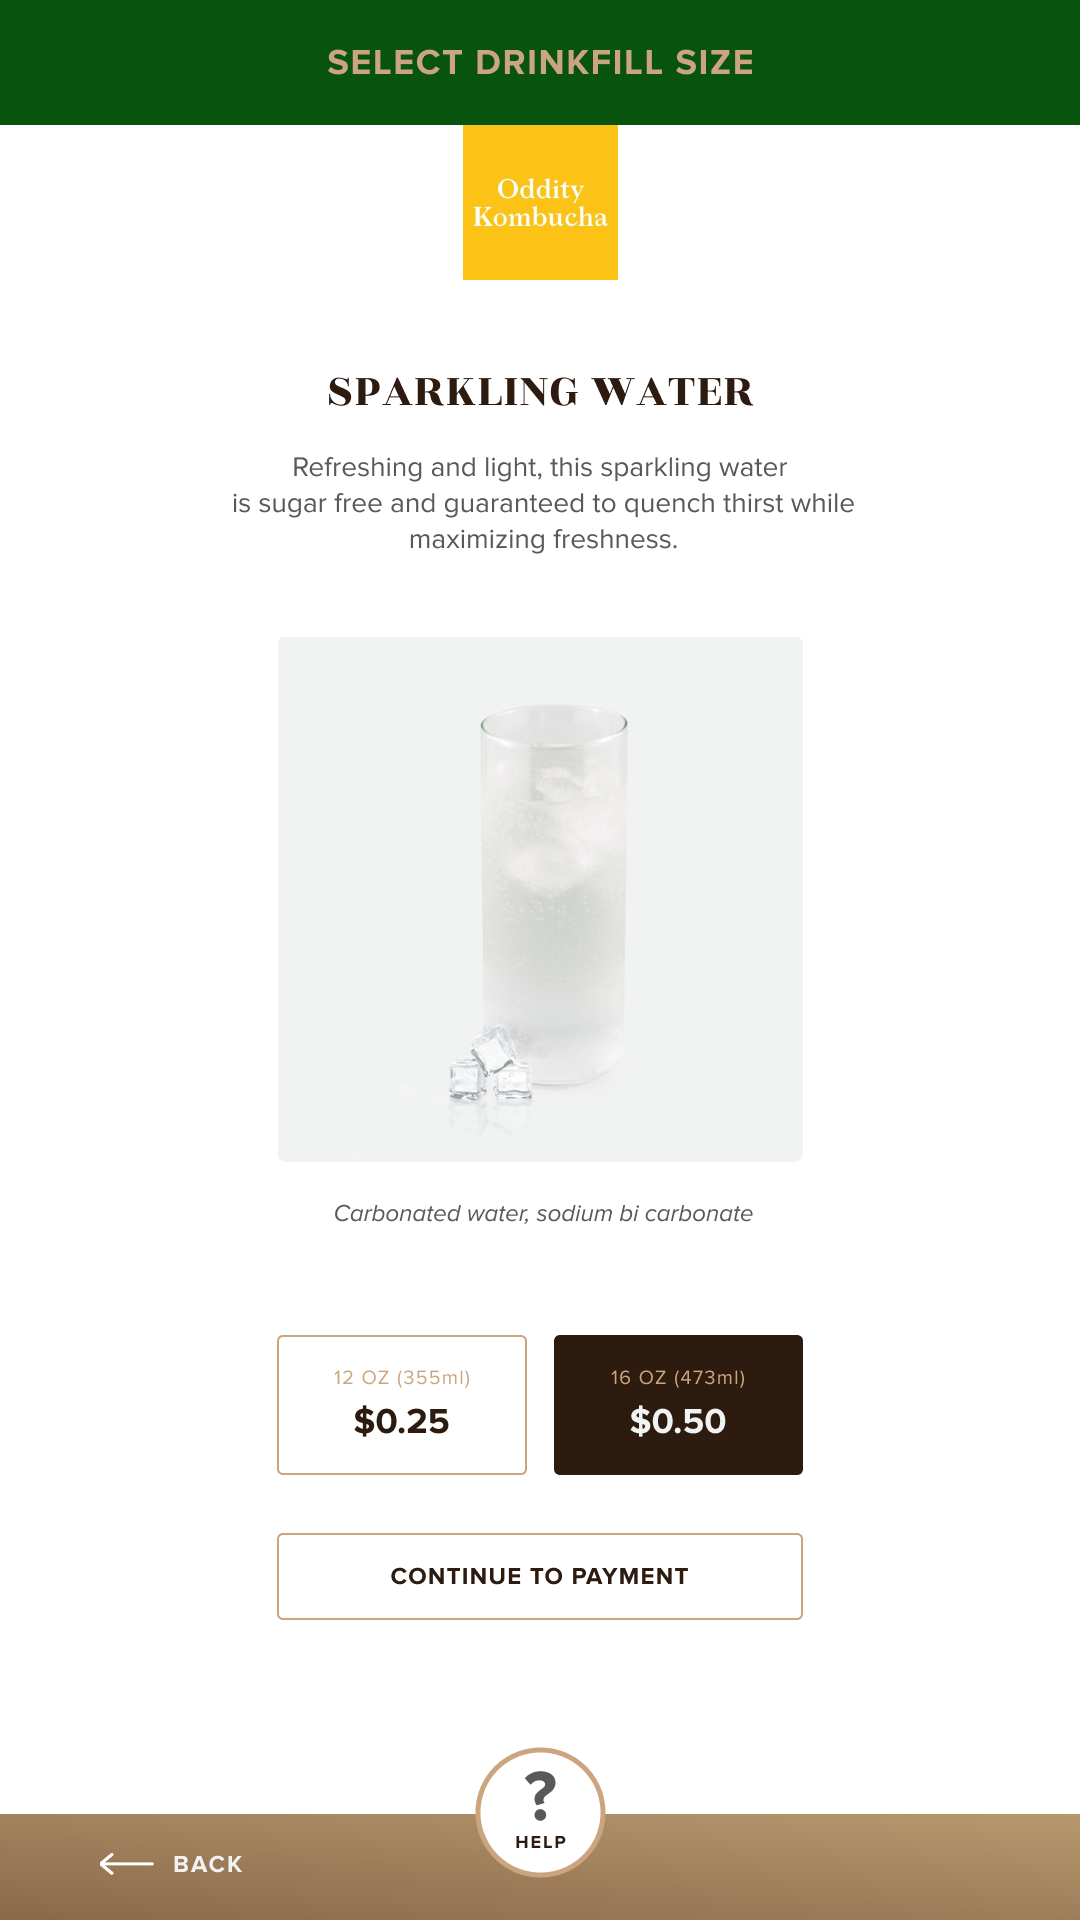 SELECT DRINKFILL SIZE
Oddity
Kombucha
SPARKLING WATER
Refreshing and light, this sparkling water
is sugar free and guaranteed to quench thirst while
maximizing freshness.
Carbonated water, sodium bi carbonate
12 OZ (355ml)
$0.25
16 OZ (473ml)
$0.50
CONTINUE TO PAYMENT
?
HELP
BACK